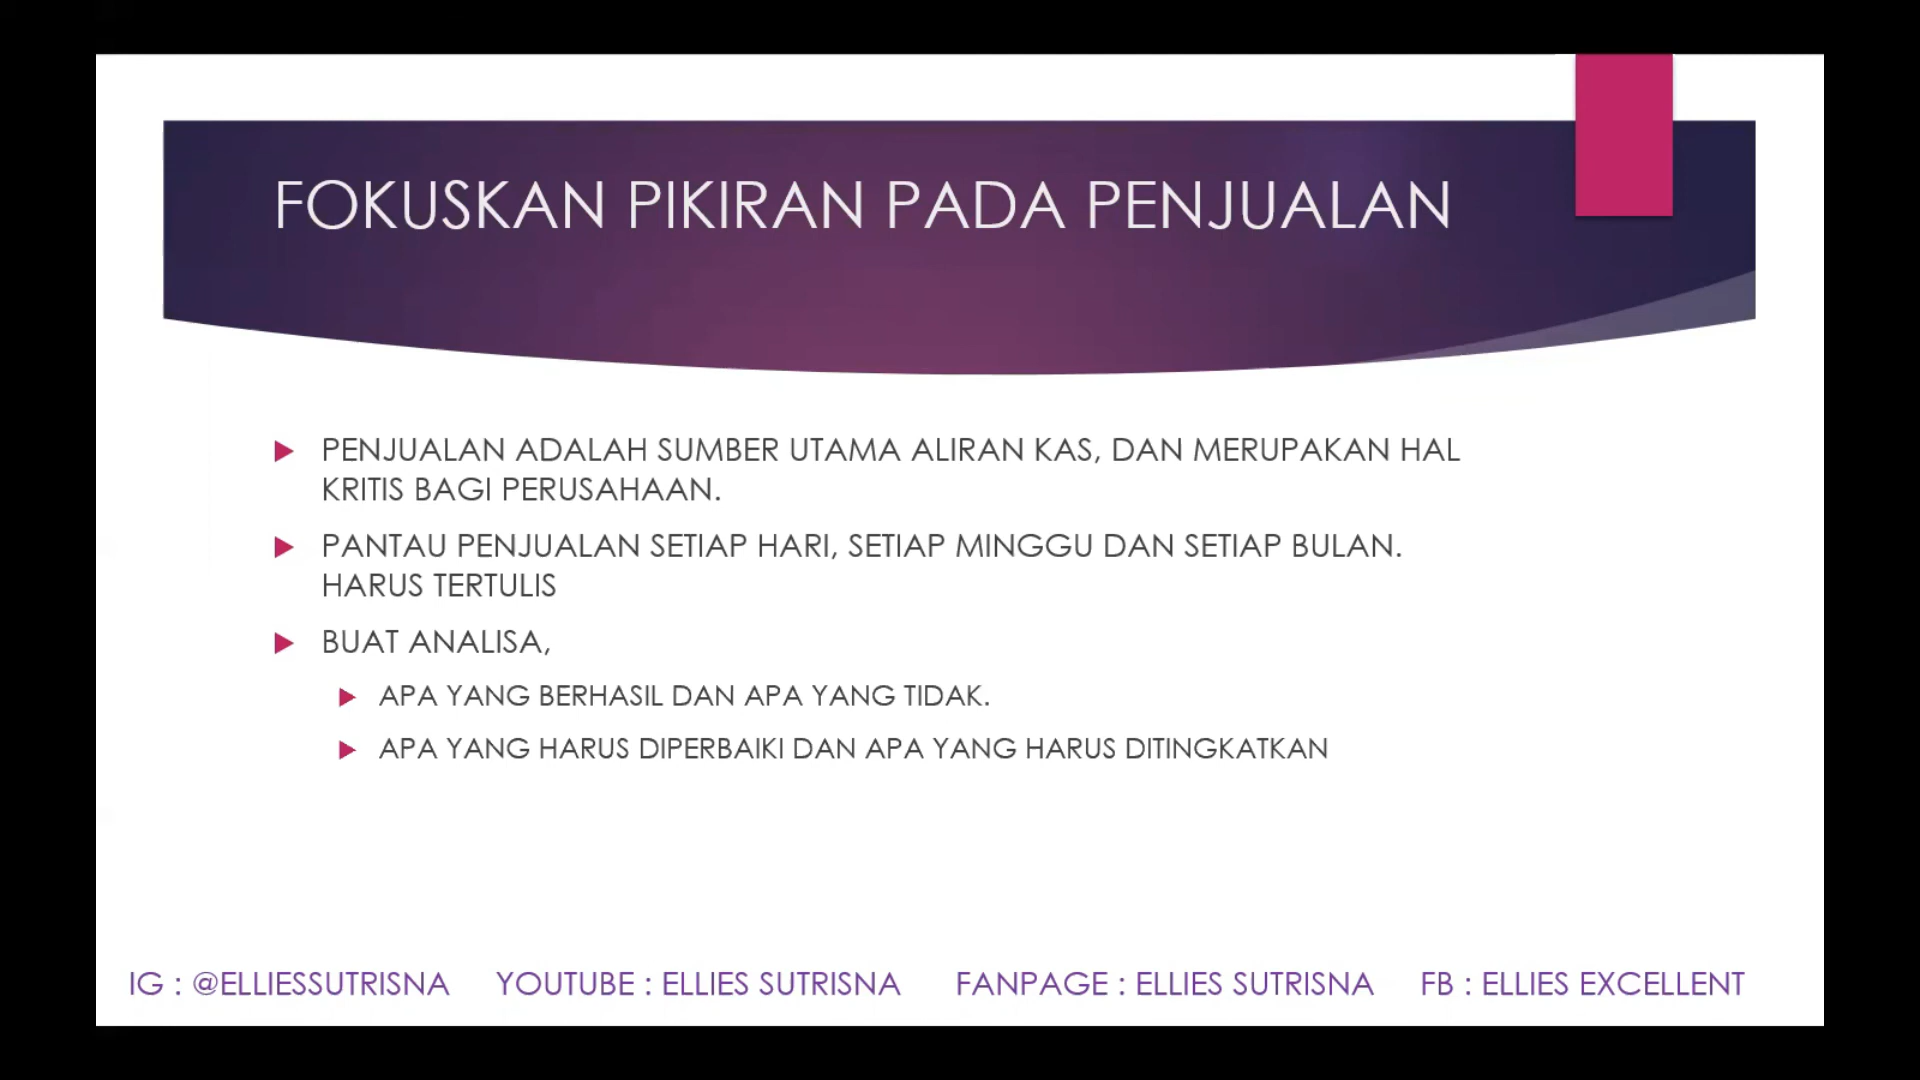 FOKUSKAN PIKIRAN PADA PENJUALAN
PENJUALAN ADALAH SUMBER UTAMA ALIRAN KAS, DAN MERUPAKAN HAL
KRITIS BAGI PERUSAHAAN.
PANTAU PENJUALAN SETIAP HARI, SETIAP MINGGU DAN SETIAP BULAN.
HARUS TERTULIS
BUAT ANALISA,
APA YANG BERHASIL DAN APA YANG TIDAK.
APA YANG HARUS DIPERBAIKI DAN APA YANG HARUS DITINGKATKAN
IG : @ELLIESSUTRISNA YOUTUBE : ELLIES SUTRISNA FANPAGE : ELLIES SUTRISNA FB : ELLIES EXCELLENT